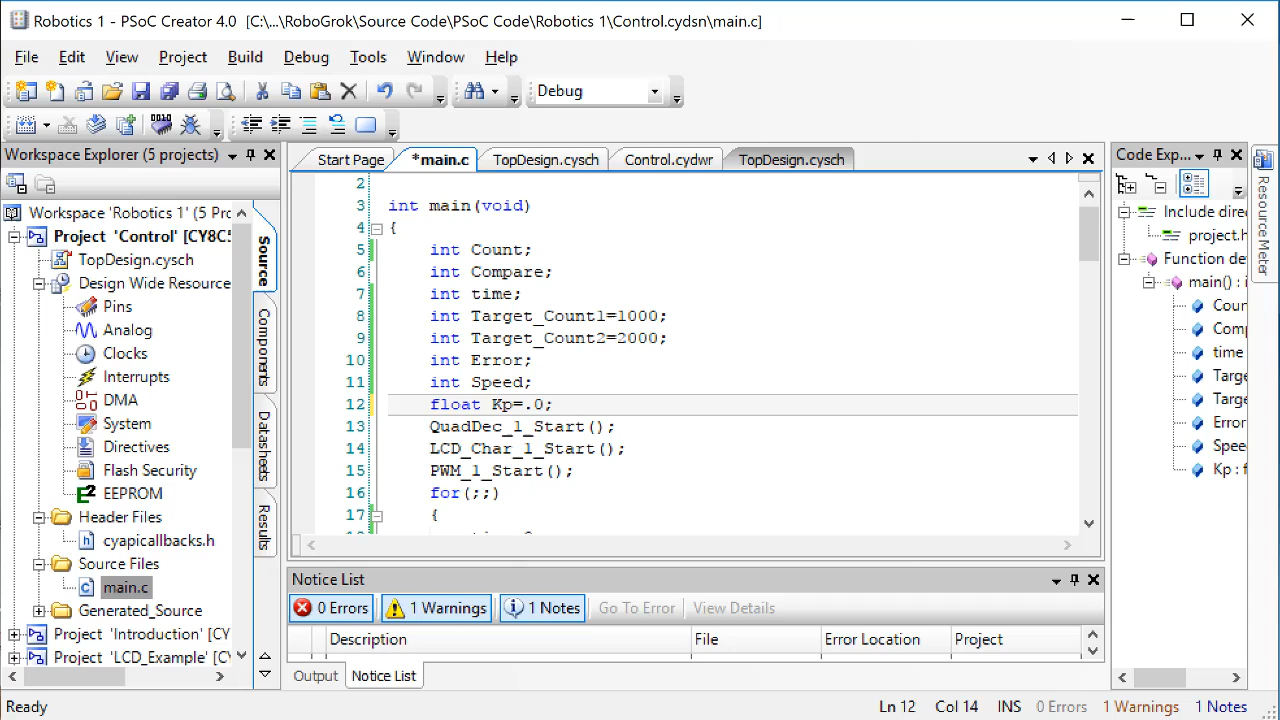 Robotics 1 - PSoC Creator 4.0 [C:\...\RoboGrok\Source Code\PSoC Code\Robotics 1\Control.cydsn\main.c]
File Edit View Project Build Debug Tools Window Help
Debug
Workspace Explorer (5 projects)
Workspace 'Robotics 1' (5 Prc
Project 'Control' [CY8C5
TopDesign.cysch
Design Wide Resource
Pins
Analog
Clocks
Interrupts
DMA
System
Directives
Flash Security
EEPROM
Header Files
cyapicallbacks.h
Source Files
main.c
Generated_Source
Project 'Introduction' [CY
Project 'LCD_Example' [CY
Source
Components
Datasheets
Results
Start Page *main.c TopDesign.cysch Control.cydwr TopDesign.cysch
2
3 int main(void)
4 {
5 int Count;
6 int Compare;
7 int time;
8 int Target_Count1=1000;
9 int Target_Count2=2000;
10 int Error;
11 int Speed;
12 float Kp=.0;
13 QuadDec_1_Start();
14 LCD_Char_1_Start();
15 PWM_1_Start();
16 for(;;)
17 {
Notice List
0 Errors 1 Warnings 1 Notes Go To Error View Details
Description File Error Location Project
Output Notice List
Code Exp...
Include direc
project.h
Function def
main() : i
Coun
Comp
time
Targe
Targe
Error
Spee
Kp : f
Resource Meter
Ready Ln 12 Col 14 INS 0 Errors 1 Warnings 1 Notes